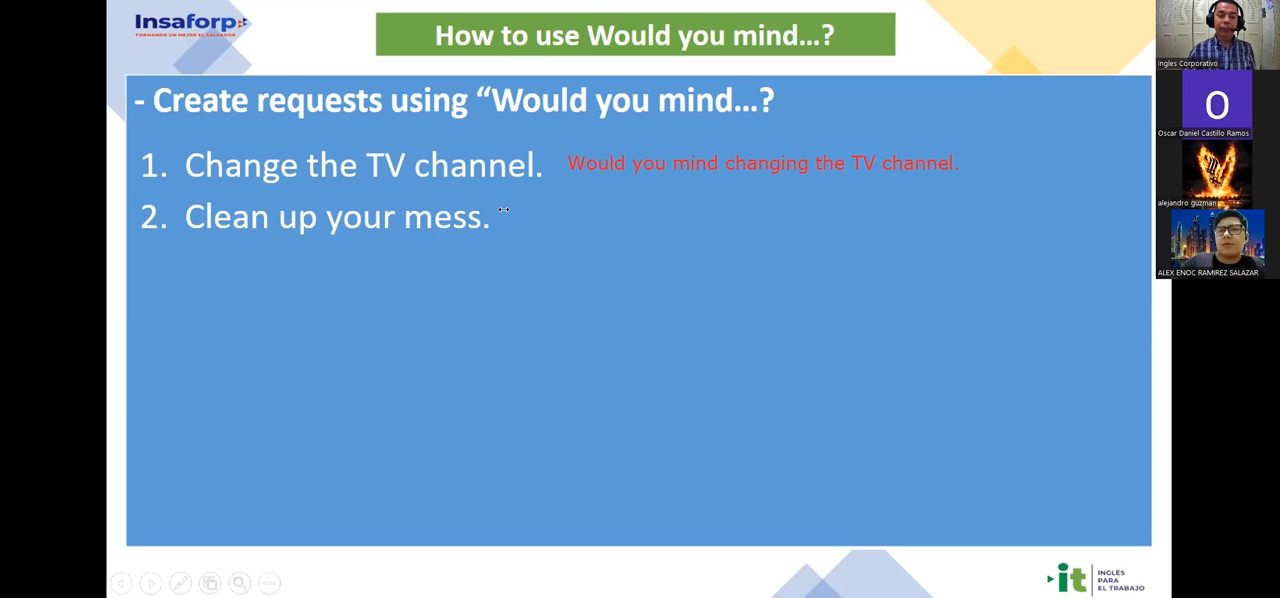 Insaforp
FORMANDO UN MEJOR EL SALVADOR
How to use Would you mind...?
- Create requests using “Would you mind...?
1. Change the TV channel. Would you mind changing the TV channel.
2. Clean up your mess.
Ingles Corporativo
O
Oscar Daniel Castillo Ramos
alejandro guzman
ALEX ENOC RAMIREZ SALAZAR
it
INGLÉS
PARA
EL TRABAJO